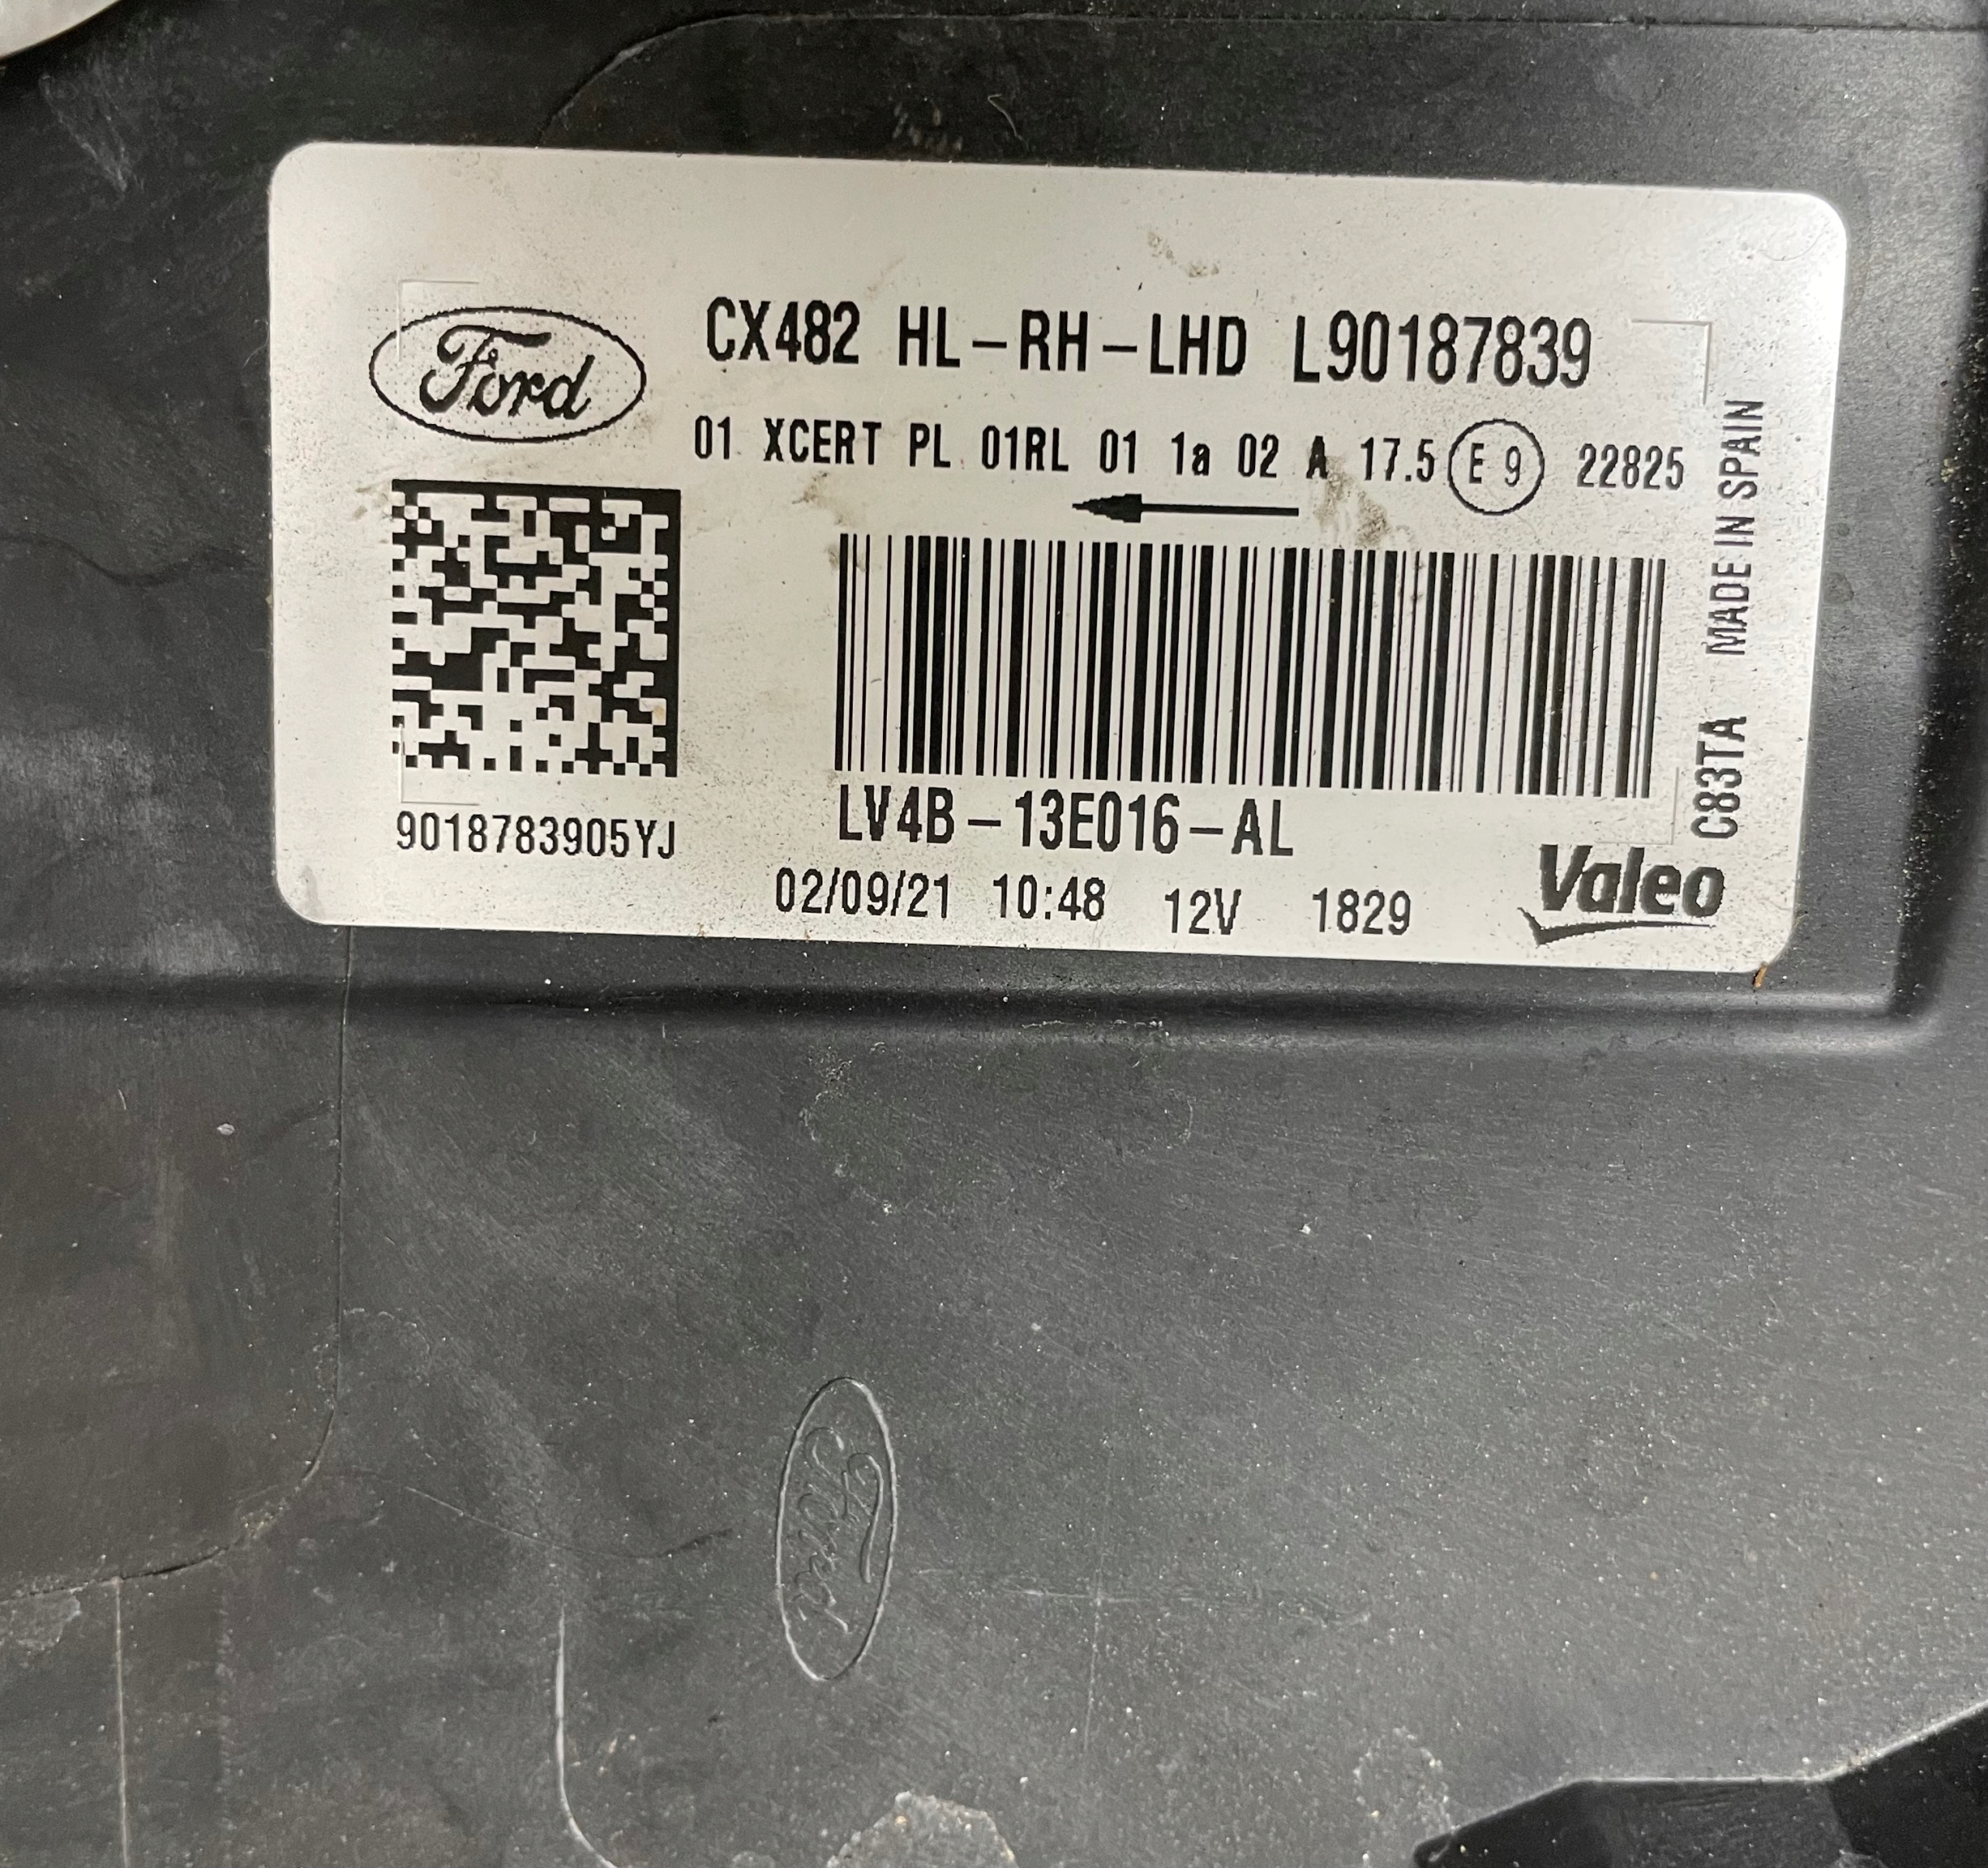 Ford
CX482 HL-RH-LHD L90187839
01 XCERT PL 01RL 01 1a 02 A 17.5 E 9 22825
LV4B-13E016-AL
9018783905YJ
02/09/21 10:48 12V 1829
Valeo
C83TA MADE IN SPAIN
Ford